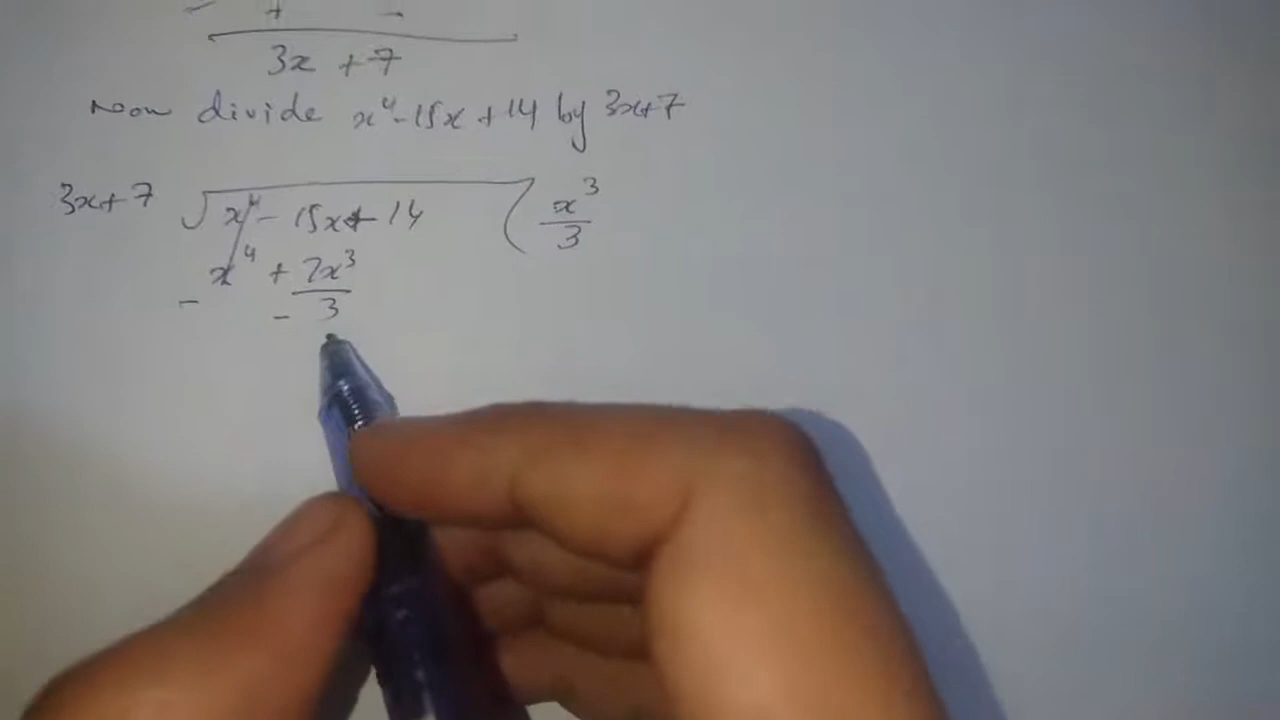 - + -
3x + 7
now divide x⁴ - 15x + 14 by 3x+7
3x+7 √ x⁴ - 15x + 14 ( x³/3
x⁴ + 7x³/3
- -